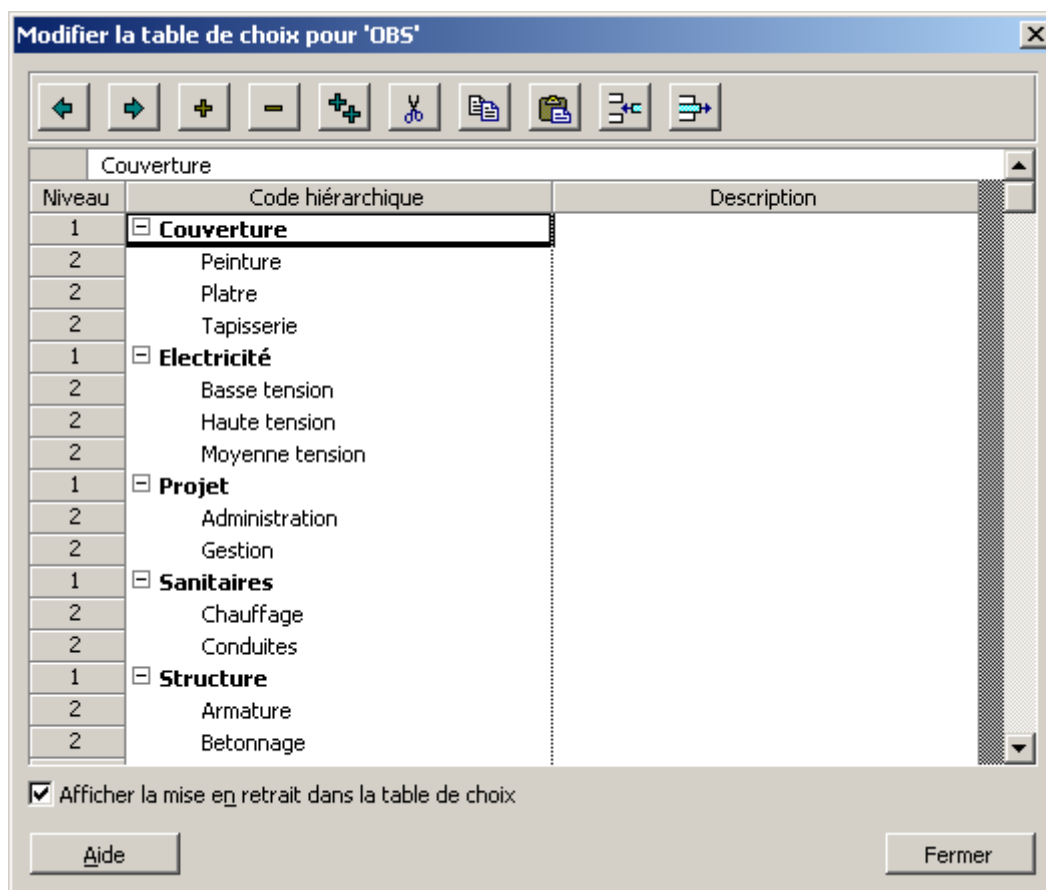 Modifier la table de choix pour 'OBS'
Couverture
Niveau Code hiérarchique Description
1 Couverture
2 Peinture
2 Platre
2 Tapisserie
1 Electricité
2 Basse tension
2 Haute tension
2 Moyenne tension
1 Projet
2 Administration
2 Gestion
1 Sanitaires
2 Chauffage
2 Conduites
1 Structure
2 Armature
2 Betonnage
Afficher la mise en retrait dans la table de choix
Aide Fermer